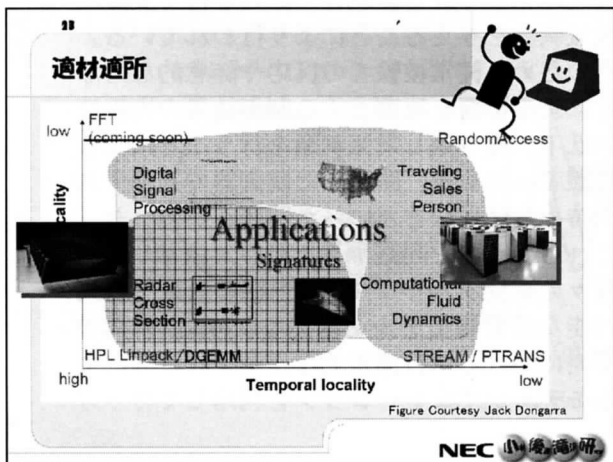 適材適所
FFT
low
(coming soon)
RandomAccess
Digital
Signal
Processing
Traveling
Sales
Person
cality
Applications
Signatures
Radar
Cross
Section
Computational
Fluid
Dynamics
HPL Linpack/DGEMM
STREAM / PTRANS
high
Temporal locality
low
Figure Courtesy Jack Dongarra
NEC